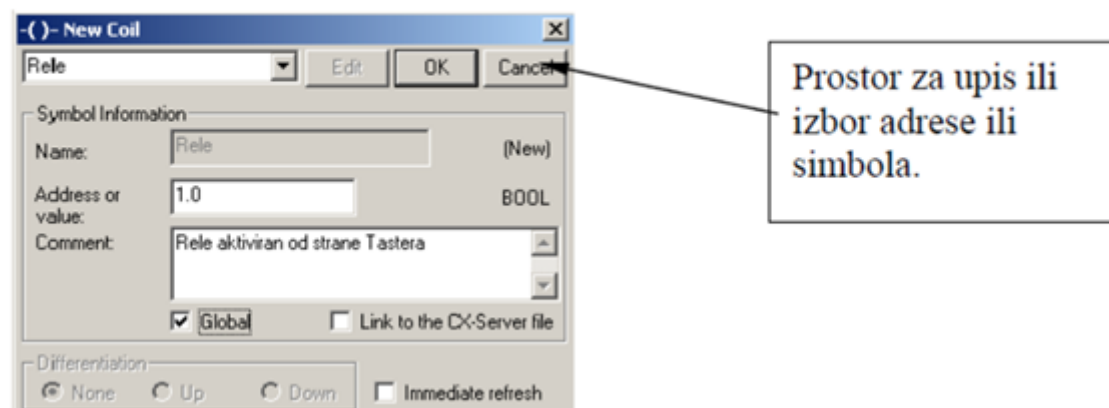 -( )- New Coil
Rele Edit OK Cancel
Symbol Information
Name: Rele (New)
Address or value: 1.0 BOOL
Comment: Rele aktiviran od strane Tastera
Global Link to the CX-Server file
Differentiation
None Up Down Immediate refresh
Prostor za upis ili
izbor adrese ili
simbola.